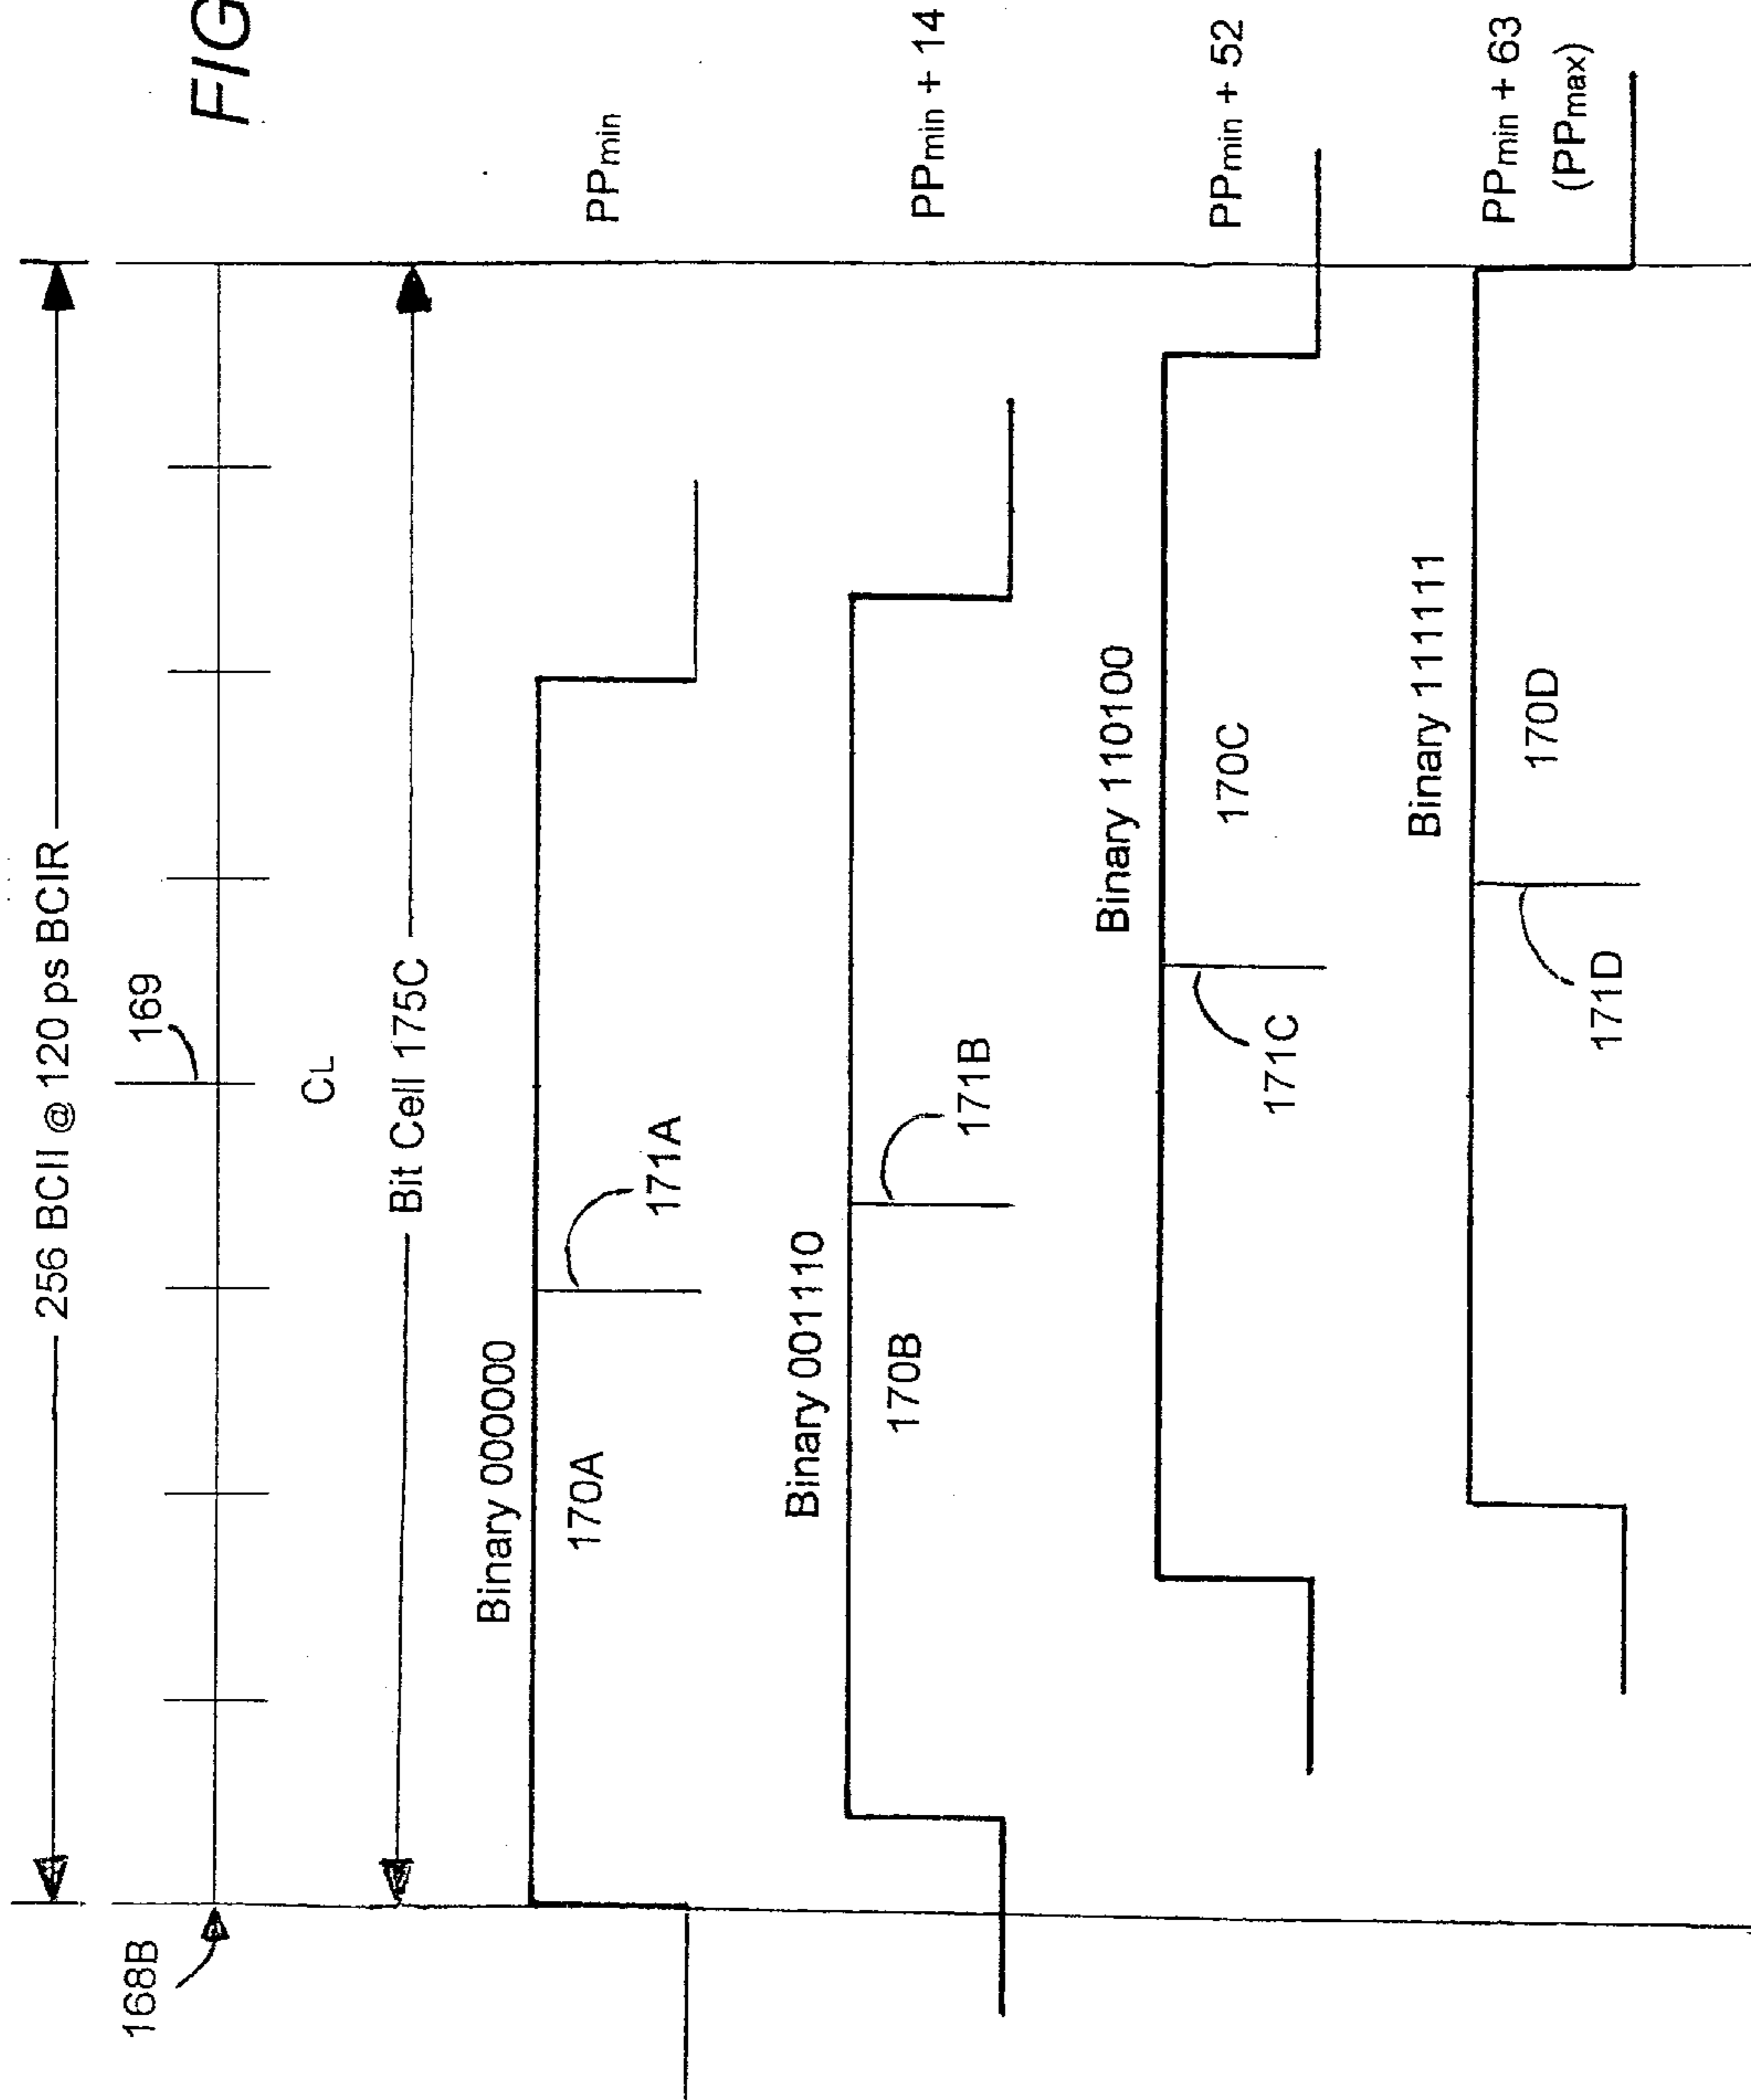 FIG
256 BCII @ 120 ps BCIR
168B
169
CL
Bit Cell 175C
Binary 000000
170A
171A
PPmin
Binary 001110
170B
171B
PPmin + 14
Binary 110100
170C
171C
PPmin + 52
Binary 111111
170D
171D
PPmin + 63
(PPmax)